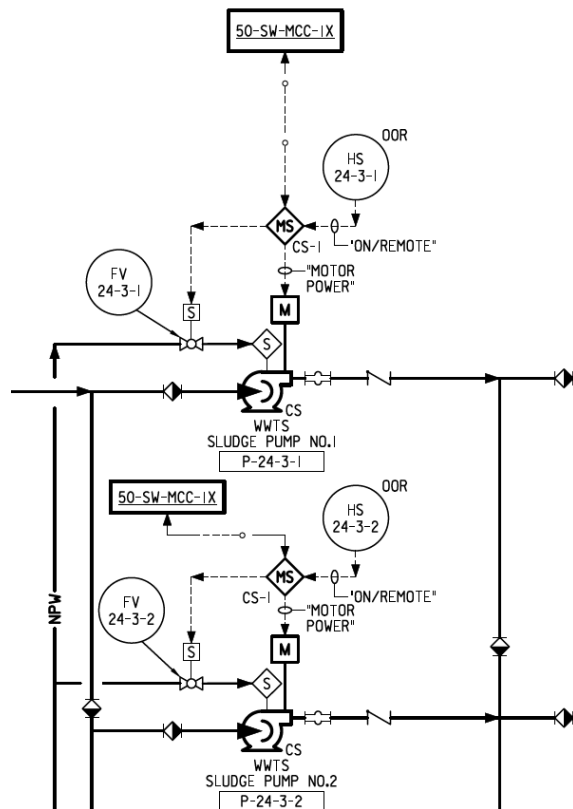 50-SW-MCC-1X
OOR
HS
24-3-1
MS
CS-1
"ON/REMOTE"
"MOTOR
POWER"
FV
24-3-1
S
M
S
CS
WWTS
SLUDGE PUMP NO.1
P-24-3-1
50-SW-MCC-1X
OOR
HS
24-3-2
MS
CS-1
"ON/REMOTE"
"MOTOR
POWER"
FV
24-3-2
S
M
NPW
S
CS
WWTS
SLUDGE PUMP NO.2
P-24-3-2